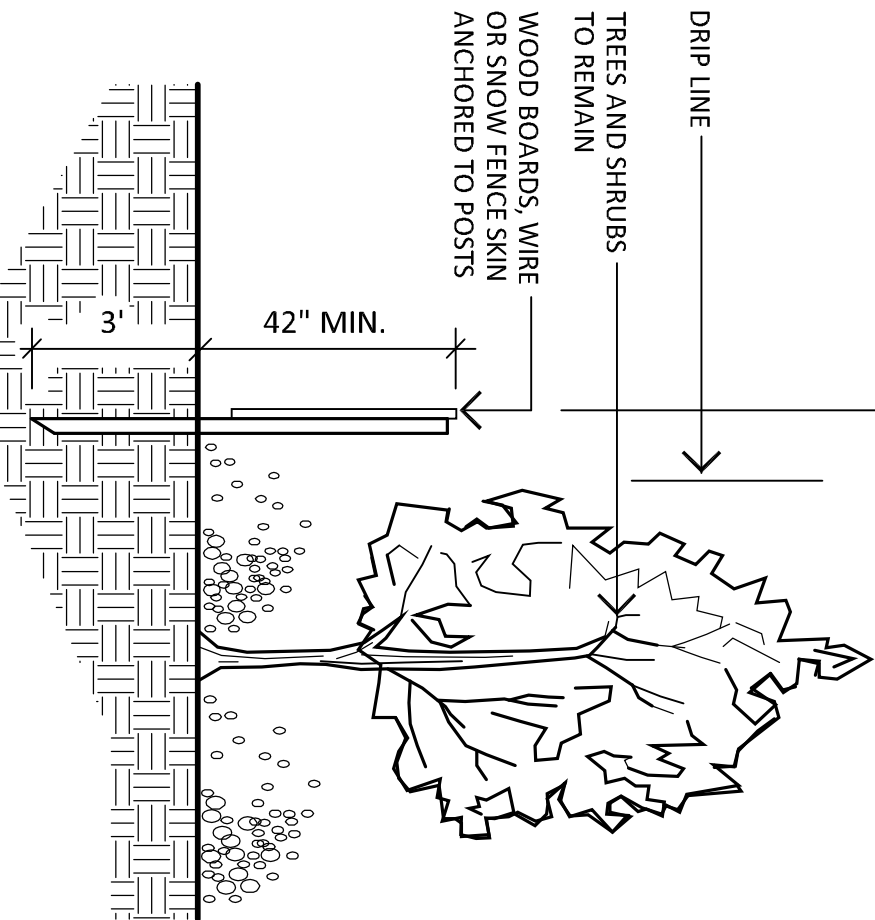 DRIP LINE
TREES AND SHRUBS
TO REMAIN
WOOD BOARDS, WIRE
OR SNOW FENCE SKIN
ANCHORED TO POSTS
3'
42" MIN.